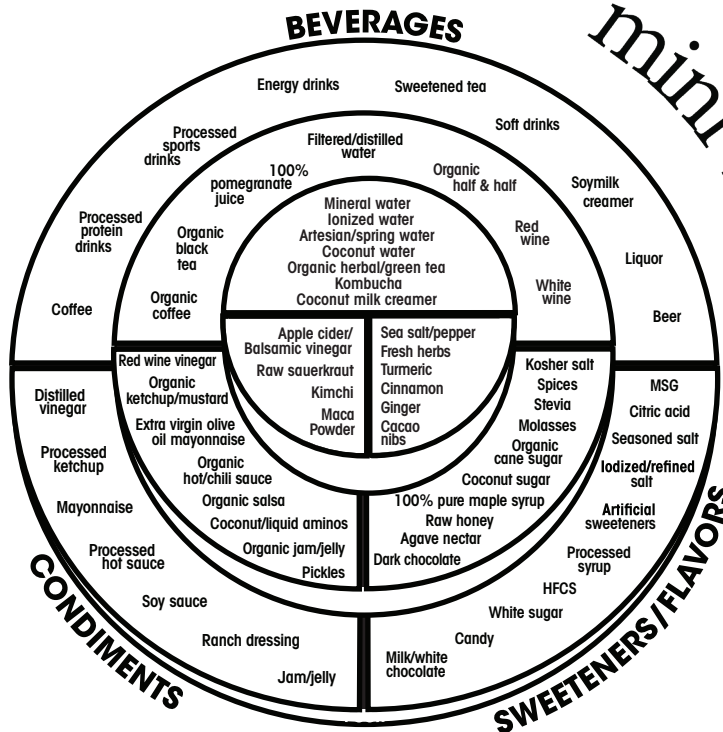 BEVERAGES
mini
Energy drinks
Sweetened tea
Processed
sports
drinks
Soft drinks
Processed
protein
drinks
Soymilk
creamer
Coffee
Liquor
Beer
Filtered/distilled
water
100%
pomegranate
juice
Organic
half & half
Organic
black
tea
Red
wine
Organic
coffee
White
wine
Mineral water
Ionized water
Artesian/spring water
Coconut water
Organic herbal/green tea
Kombucha
Coconut milk creamer
Apple cider/
Balsamic vinegar
Raw sauerkraut
Kimchi
Maca
Powder
Sea salt/pepper
Fresh herbs
Turmeric
Cinnamon
Ginger
Cacao
nibs
Red wine vinegar
Organic
ketchup/mustard
Extra virgin olive
oil mayonnaise
Organic
hot/chili sauce
Organic salsa
Coconut/liquid aminos
Organic jam/jelly
Pickles
Kosher salt
Spices
Stevia
Molasses
Organic
cane sugar
Coconut sugar
100% pure maple syrup
Raw honey
Agave nectar
Dark chocolate
Distilled
vinegar
Processed
ketchup
Mayonnaise
Processed
hot sauce
Soy sauce
Ranch dressing
Jam/jelly
MSG
Citric acid
Seasoned salt
Iodized/refined
salt
Artificial
sweeteners
Processed
syrup
HFCS
White sugar
Candy
Milk/white
chocolate
CONDIMENTS
SWEETENERS/FLAVORS